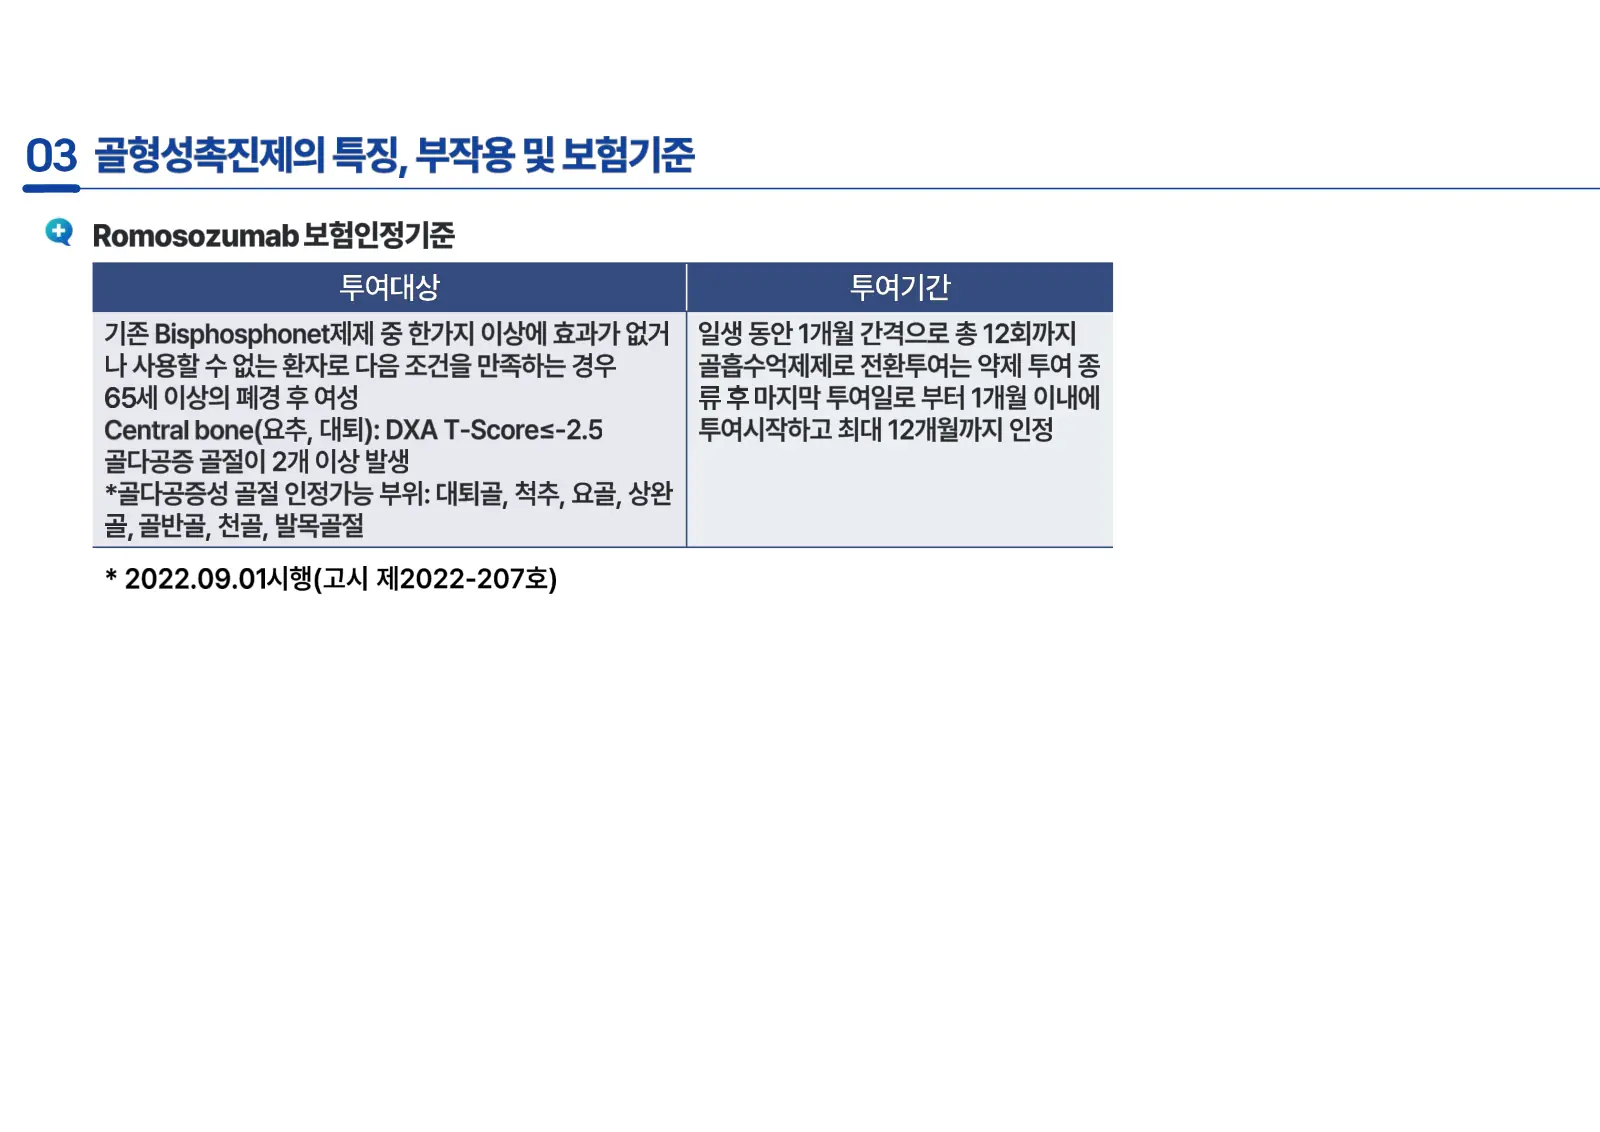 03 골형성촉진제의 특징, 부작용 및 보험기준
Romosozumab 보험인정기준
투여대상
투여기간
기존 Bisphosphonet제제 중 한가지 이상에 효과가 없거
나 사용할 수 없는 환자로 다음 조건을 만족하는 경우
65세 이상의 폐경 후 여성
Central bone(요추, 대퇴): DXA T-Score≤-2.5
골다공증 골절이 2개 이상 발생
*골다공증성 골절 인정가능 부위: 대퇴골, 척추, 요골, 상완
골, 골반골, 천골, 발목골절
일생 동안 1개월 간격으로 총 12회까지
골흡수억제제로 전환투여는 약제 투여 종
류 후 마지막 투여일로 부터 1개월 이내에
투여시작하고 최대 12개월까지 인정
* 2022.09.01시행(고시 제2022-207호)